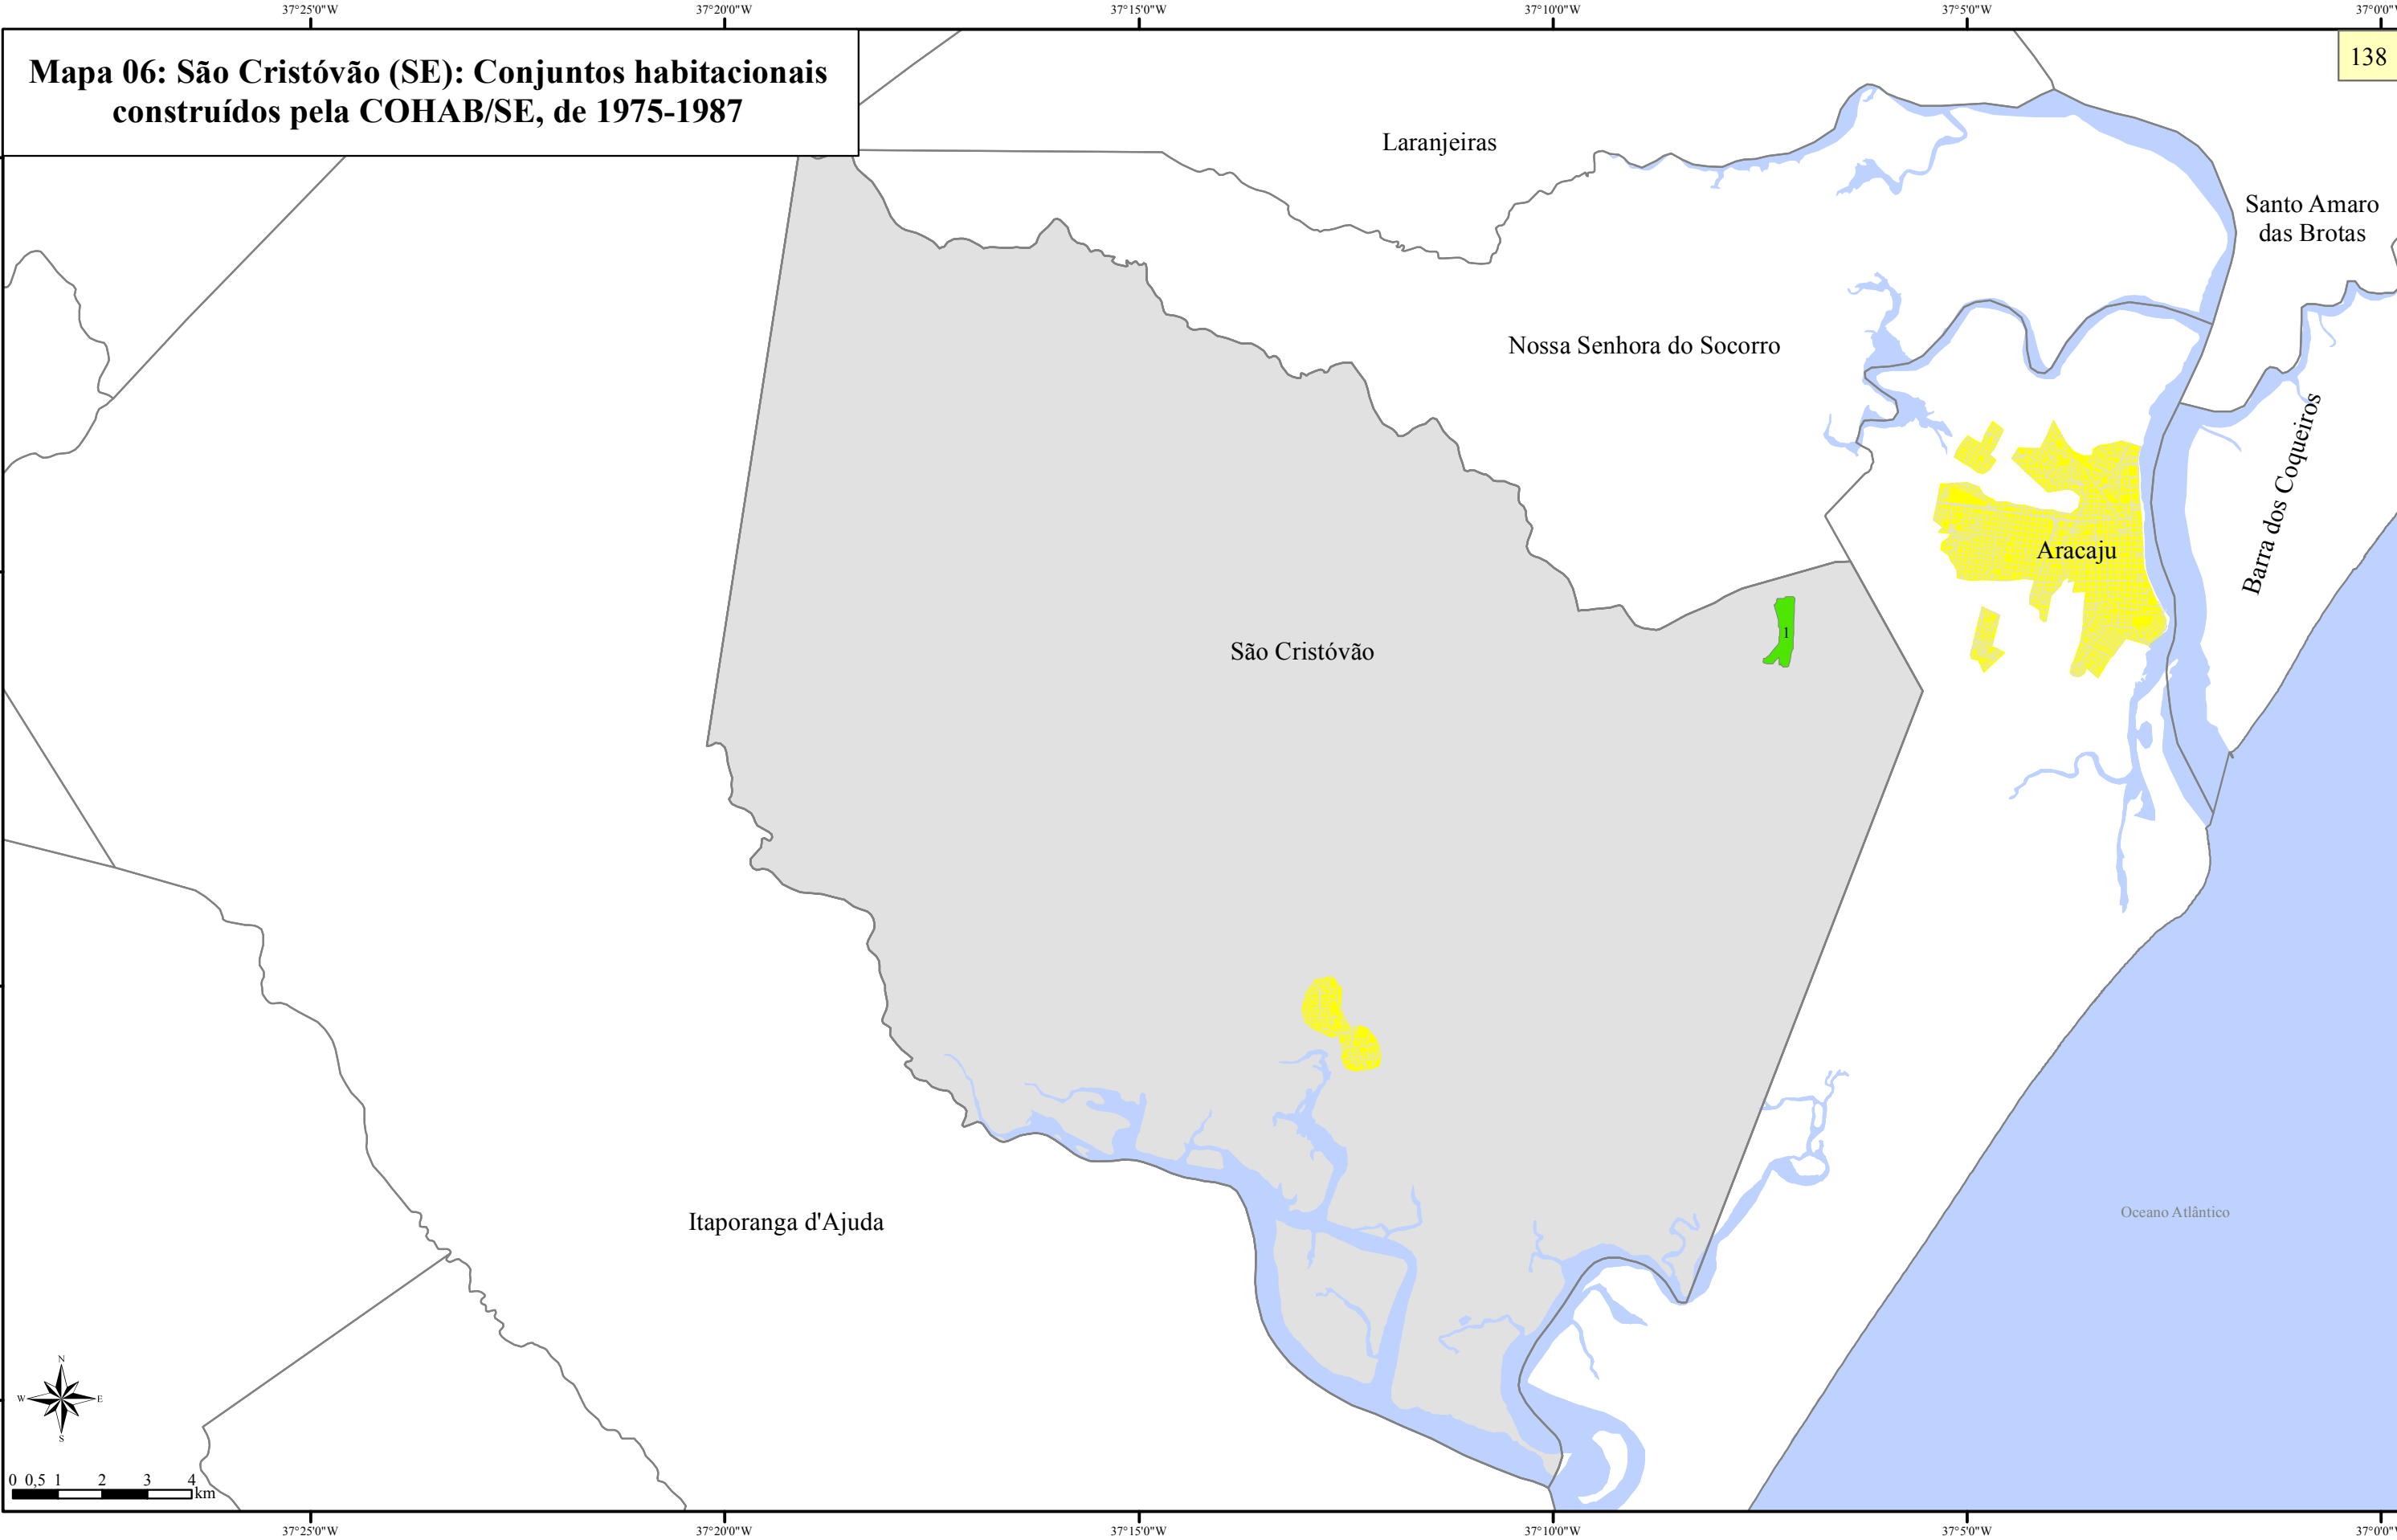 37°25'0"W
37°20'0"W
37°15'0"W
37°10'0"W
37°5'0"W
37°0'0"W
Mapa 06: São Cristóvão (SE): Conjuntos habitacionais
construídos pela COHAB/SE, de 1975-1987
138
Laranjeiras
Santo Amaro
das Brotas
Nossa Senhora do Socorro
Barra dos Coqueiros
Aracaju
1
São Cristóvão
Itaporanga d'Ajuda
Oceano Atlântico
N
W
E
S
0 0,5 1 2 3 4
km
37°25'0"W
37°20'0"W
37°15'0"W
37°10'0"W
37°5'0"W
37°0'0"